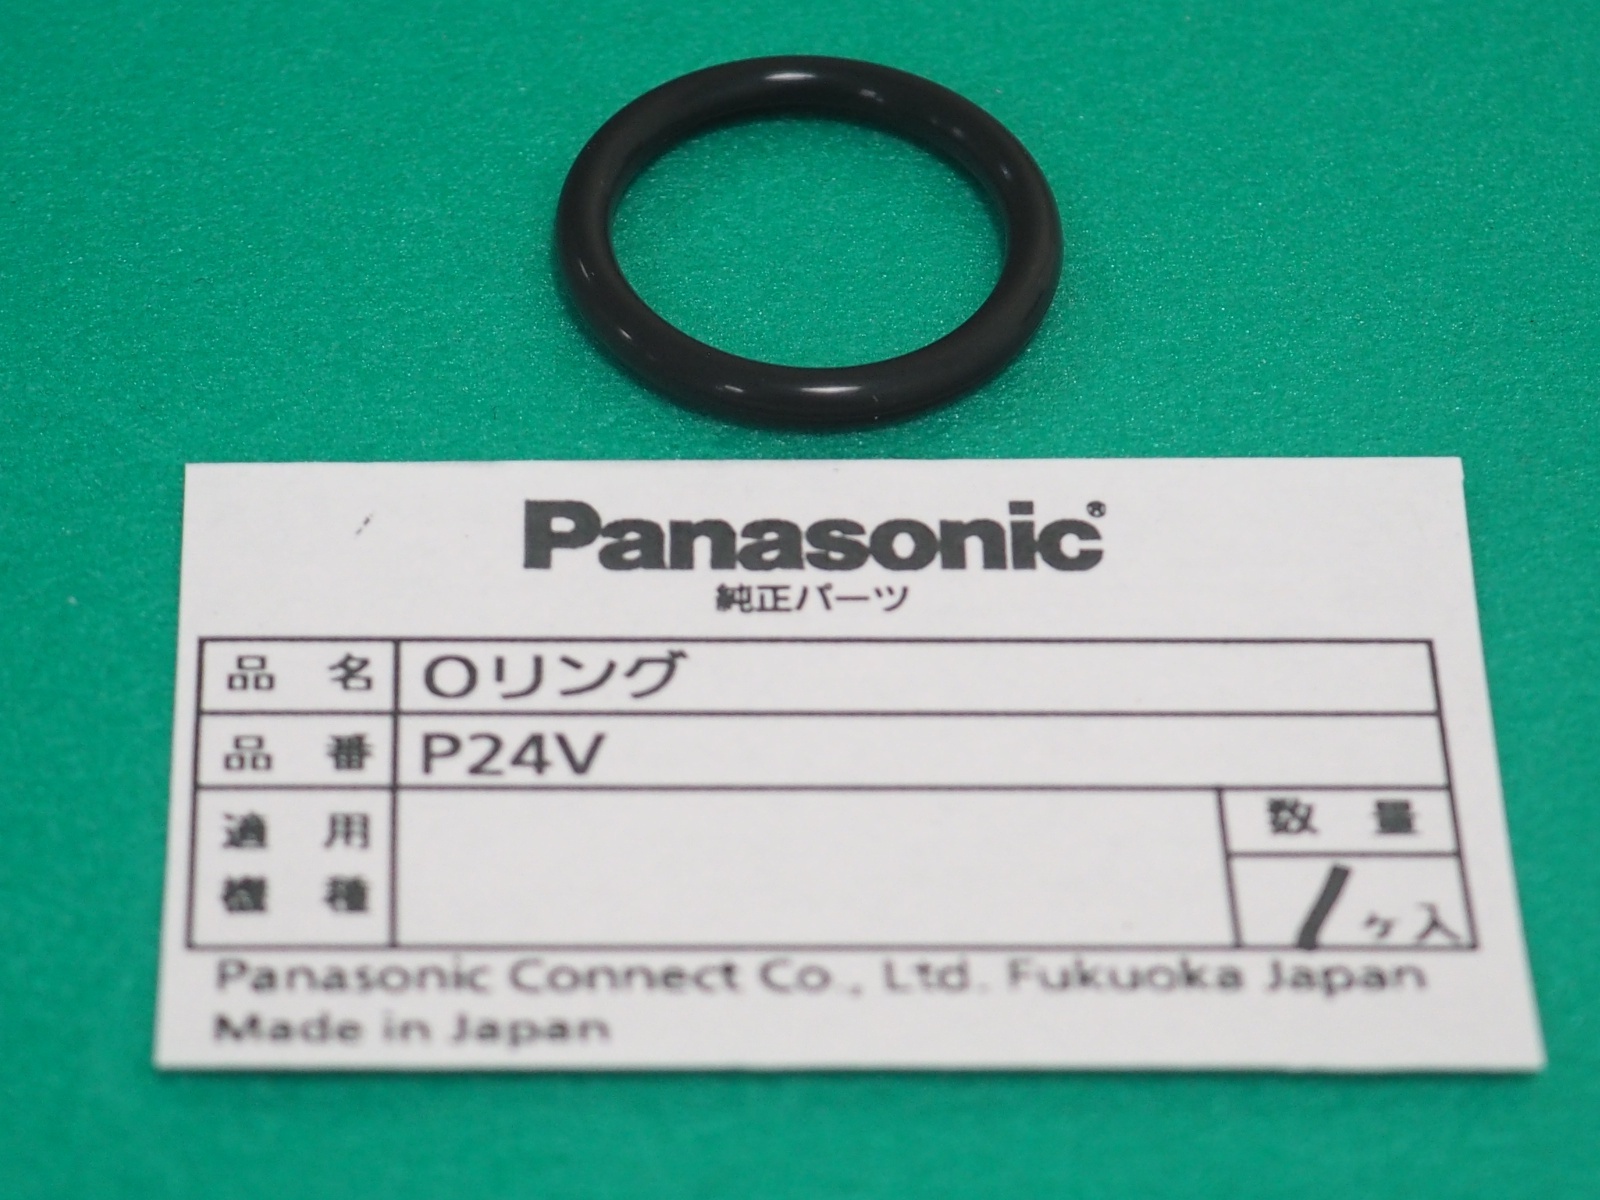 Panasonic®
純正パーツ
品名 Oリング
品番 P24V
適用機種
数量
1ヶ入
Panasonic Connect Co., Ltd. Fukuoka Japan
Made in Japan